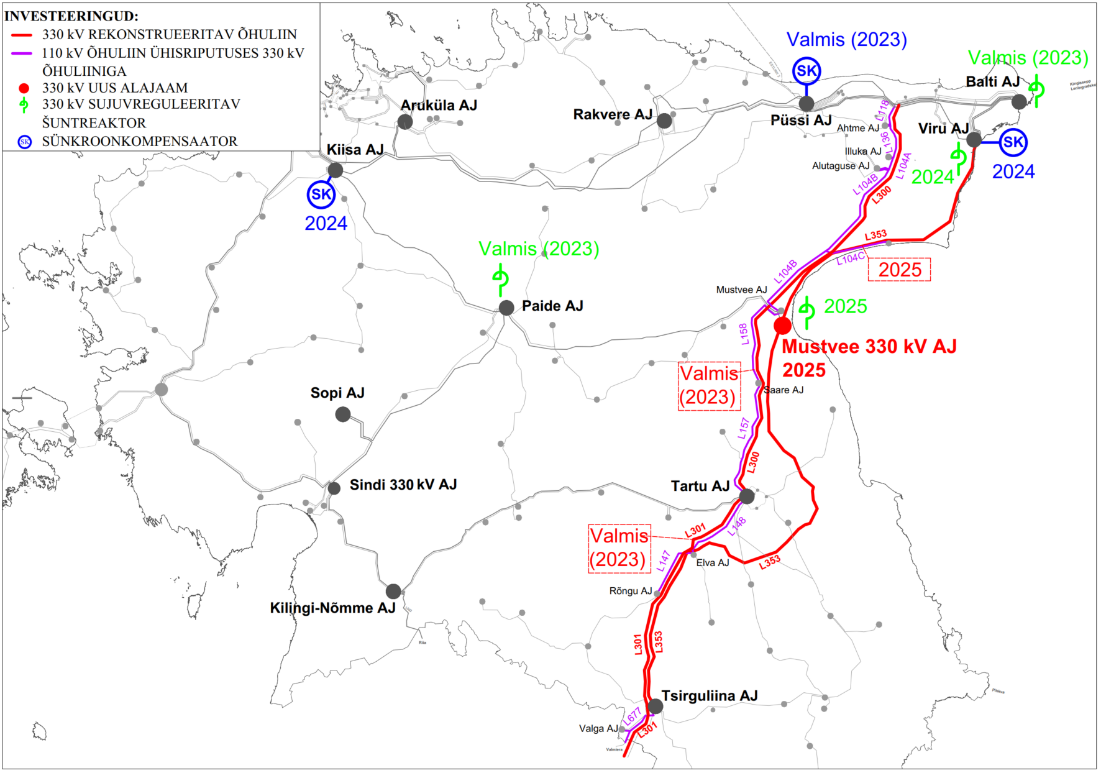 INVESTEERINGUD:
330 kV REKONSTRUEERITAV ÕHULIIN
110 kV ÕHULIIN ÜHISRIPUTUSES 330 kV
ÕHULIINIGA
330 kV UUS ALAJAAM
330 kV SUJUVREGULEERITAV
ŠUNTREAKTOR
SK SÜNKROONKOMPENSAATOR
Valmis (2023)
SK
Valmis (2023)
Balti AJ
Aruküla AJ
Rakvere AJ
Püssi AJ
L118
Ahtme AJ
Viru AJ
SK
Kiisa AJ
L136
Illuka AJ
L104A
Alutaguse AJ
2024
2024
SK
2024
L104B
L300
L353
L104C
2025
Valmis (2023)
L104B
Mustvee AJ
Paide AJ
2025
L158
Mustvee 330 kV AJ
2025
Valmis
(2023)
Saare AJ
Sopi AJ
L157
L300
Sindi 330 kV AJ
Tartu AJ
L301
L148
Valmis
(2023)
L147
Elva AJ
L353
Rõngu AJ
Kilingi-Nõmme AJ
L301
L353
Tsirguliina AJ
L677
Valga AJ
L301